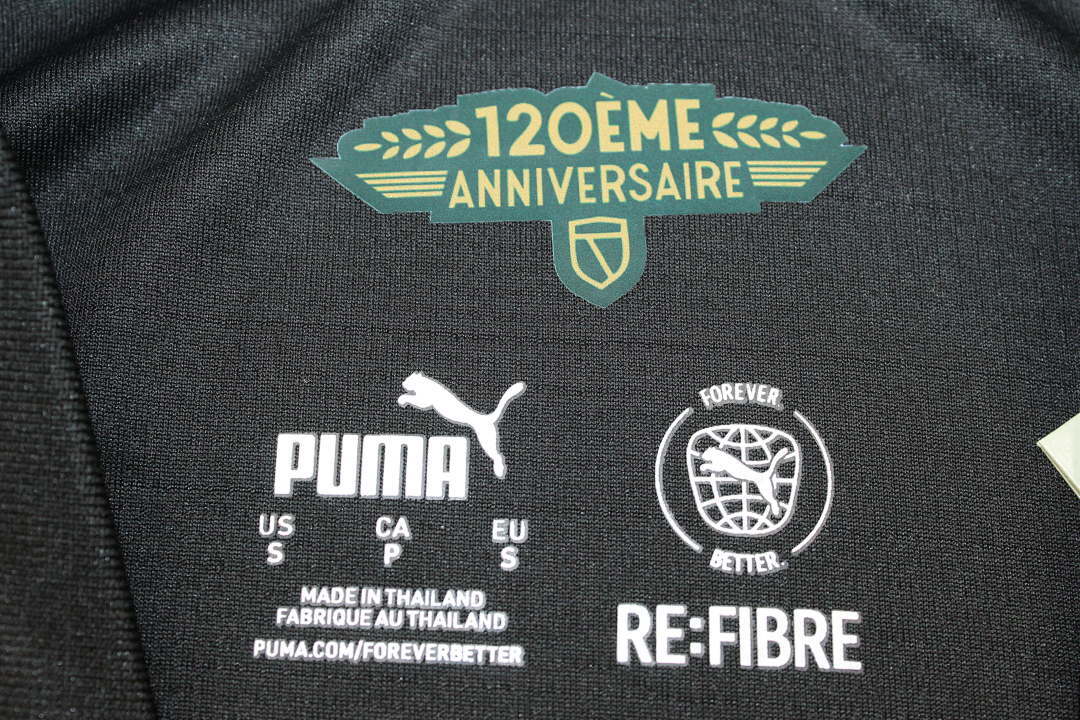 120ÈME
ANNIVERSAIRE
PUMA
US CA EU
S P S
MADE IN THAILAND
FABRIQUE AU THAILAND
PUMA.COM/FOREVERBETTER
FOREVER.
BETTER.
RE:FIBRE